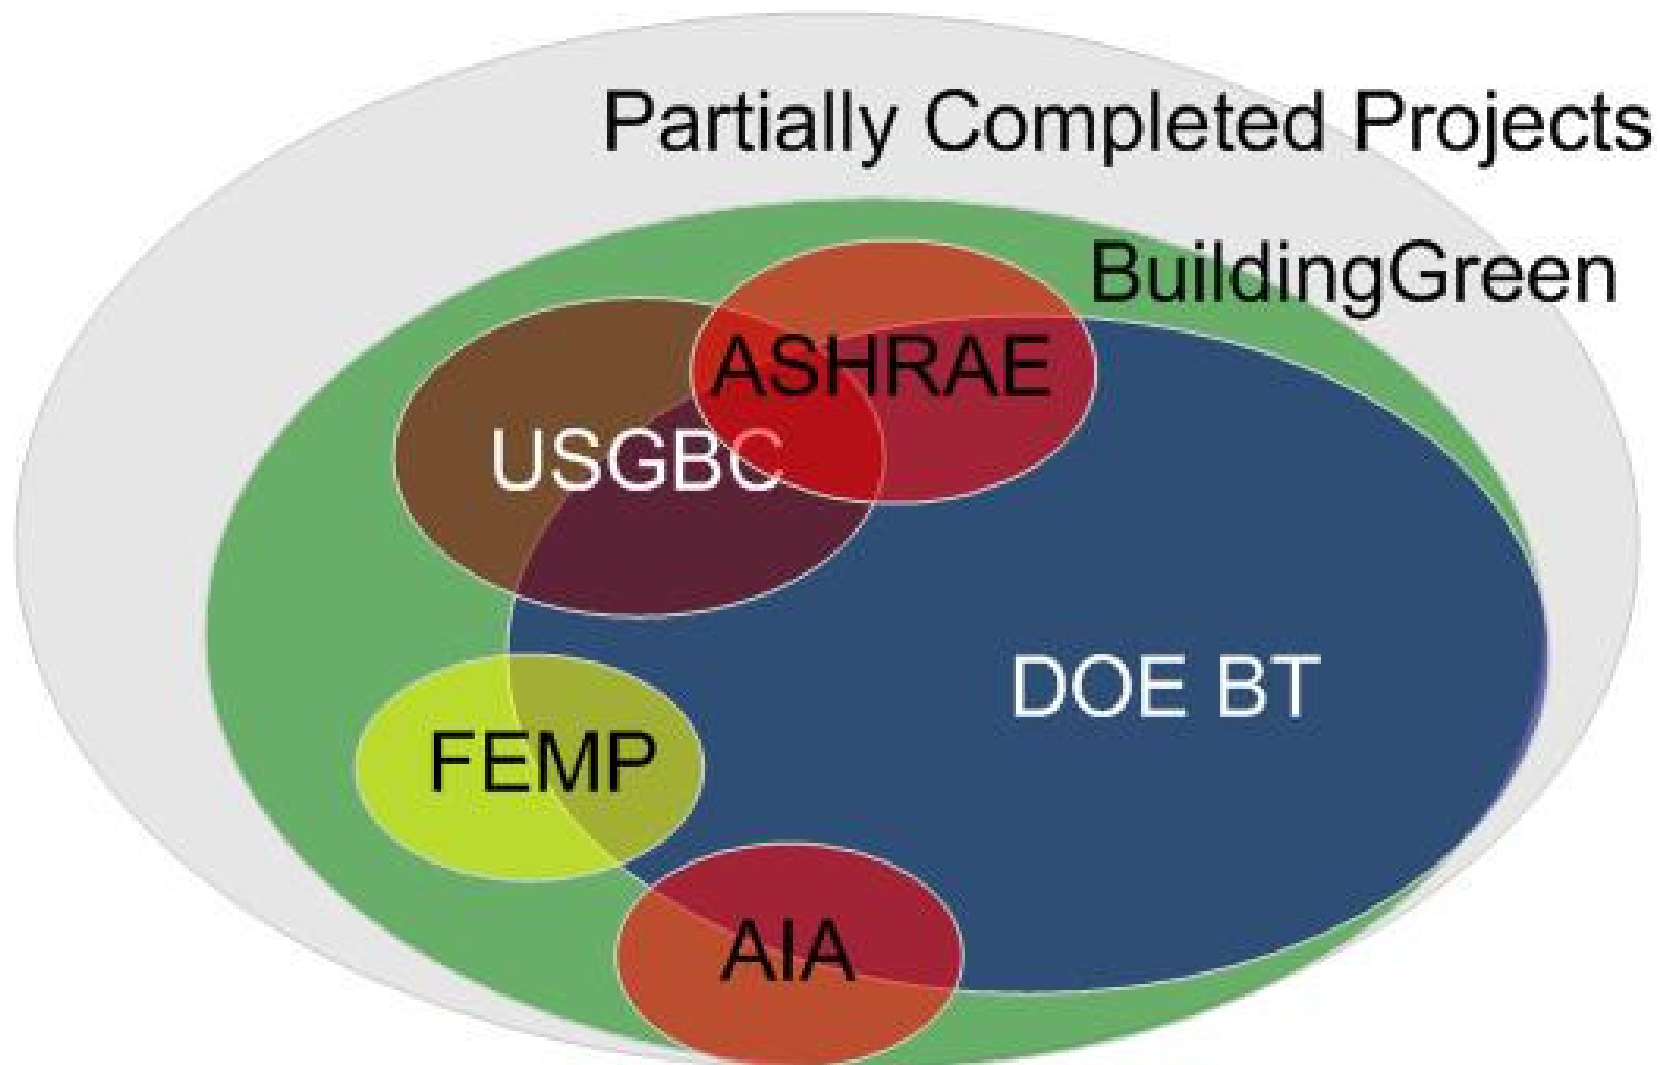 Partially Completed Projects
BuildingGreen
ASHRAE
USGBC
DOE BT
FEMP
AIA